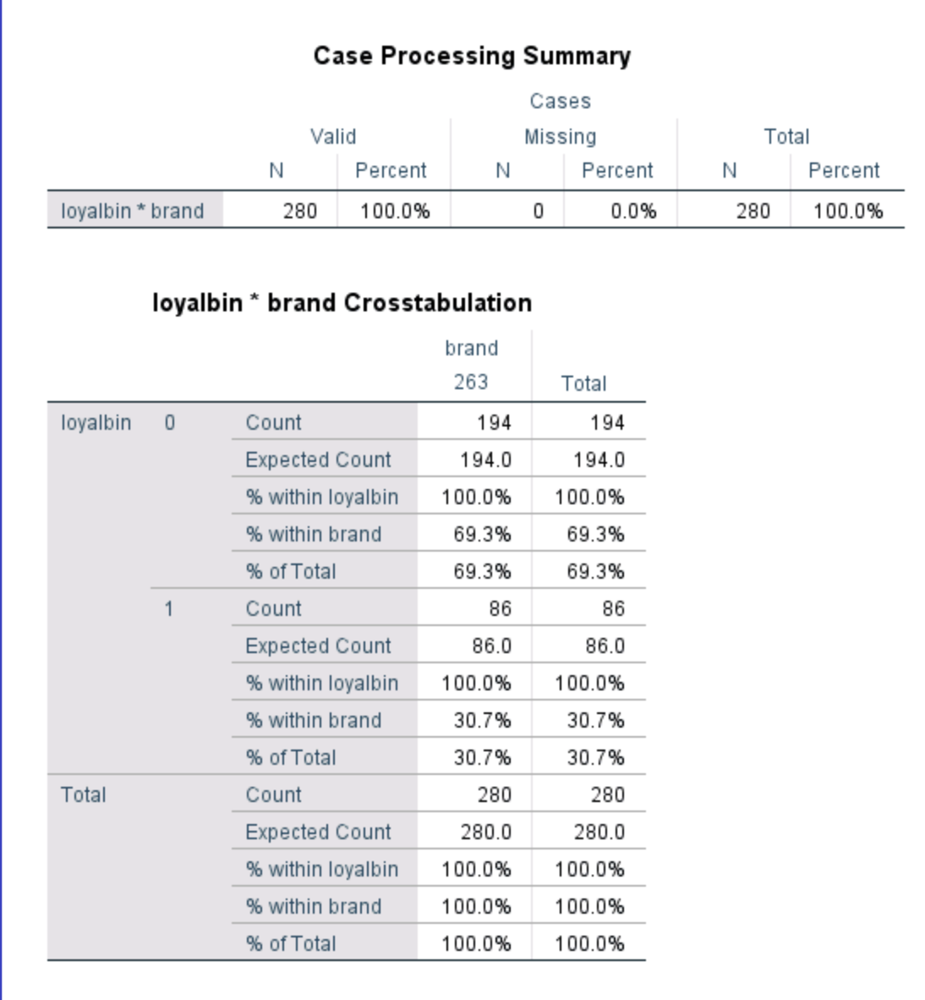 Case Processing Summary
Cases
Valid Missing Total
N Percent N Percent N Percent
loyalbin * brand 280 100.0% 0 0.0% 280 100.0%
loyalbin * brand Crosstabulation
brand
263 Total
loyalbin 0 Count 194 194
Expected Count 194.0 194.0
% within loyalbin 100.0% 100.0%
% within brand 69.3% 69.3%
% of Total 69.3% 69.3%
1 Count 86 86
Expected Count 86.0 86.0
% within loyalbin 100.0% 100.0%
% within brand 30.7% 30.7%
% of Total 30.7% 30.7%
Total Count 280 280
Expected Count 280.0 280.0
% within loyalbin 100.0% 100.0%
% within brand 100.0% 100.0%
% of Total 100.0% 100.0%